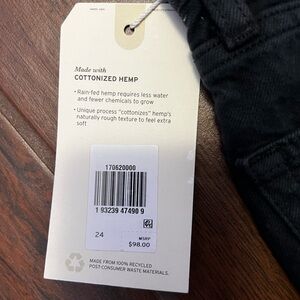 Made with
COTTONIZED HEMP
• Rain-fed hemp requires less water
and fewer chemicals to grow
• Unique process "cottonizes" hemp's
naturally rough texture to feel extra
soft
170620000
1 93239 47490 9
24
MSRP
$98.00
MADE FROM 100% RECYCLED
POST-CONSUMER WASTE MATERIALS.